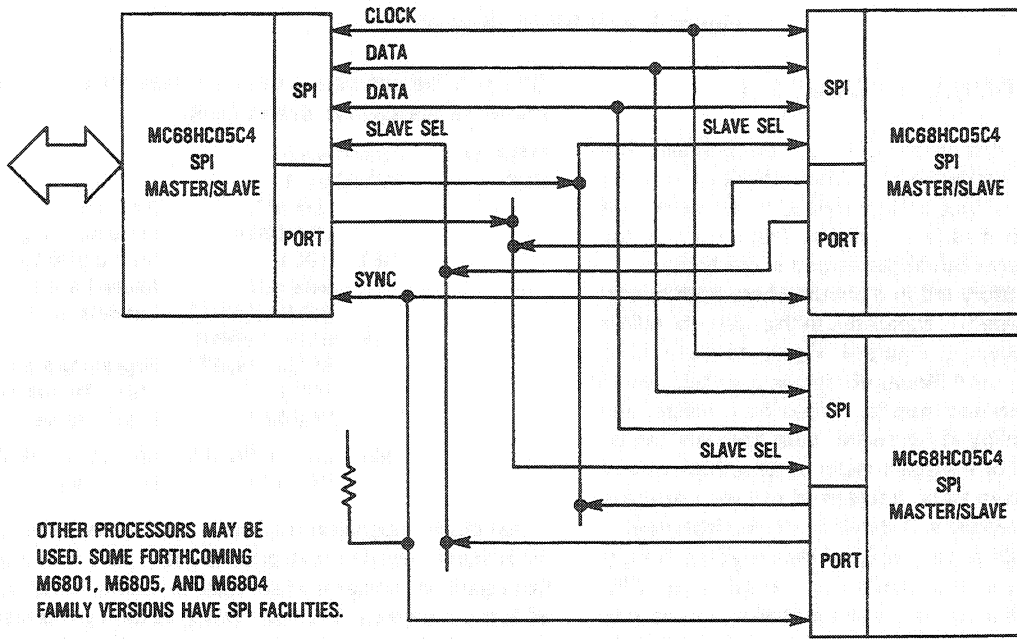 CLOCK
DATA
DATA
SLAVE SEL
SPI
MC68HC05C4
SPI
MASTER/SLAVE
PORT
SYNC
SPI
SLAVE SEL
MC68HC05C4
SPI
MASTER/SLAVE
PORT
SPI
SLAVE SEL
MC68HC05C4
SPI
MASTER/SLAVE
PORT
OTHER PROCESSORS MAY BE
USED. SOME FORTHCOMING
M6801, M6805, AND M6804
FAMILY VERSIONS HAVE SPI FACILITIES.